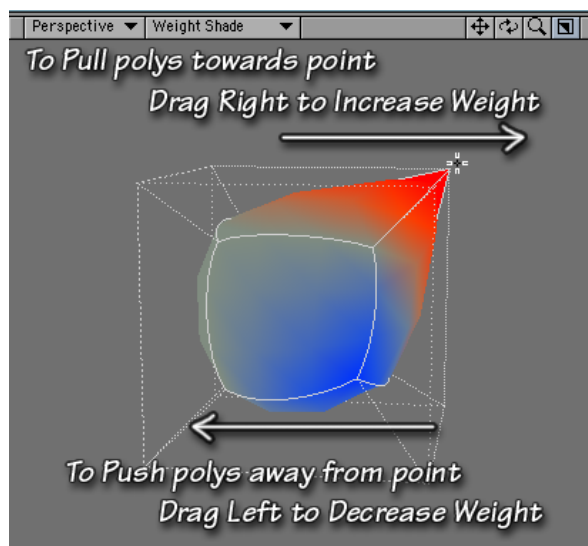 Perspective Weight Shade
To Pull polys towards point
Drag Right to Increase Weight
To Push polys away from point
Drag Left to Decrease Weight